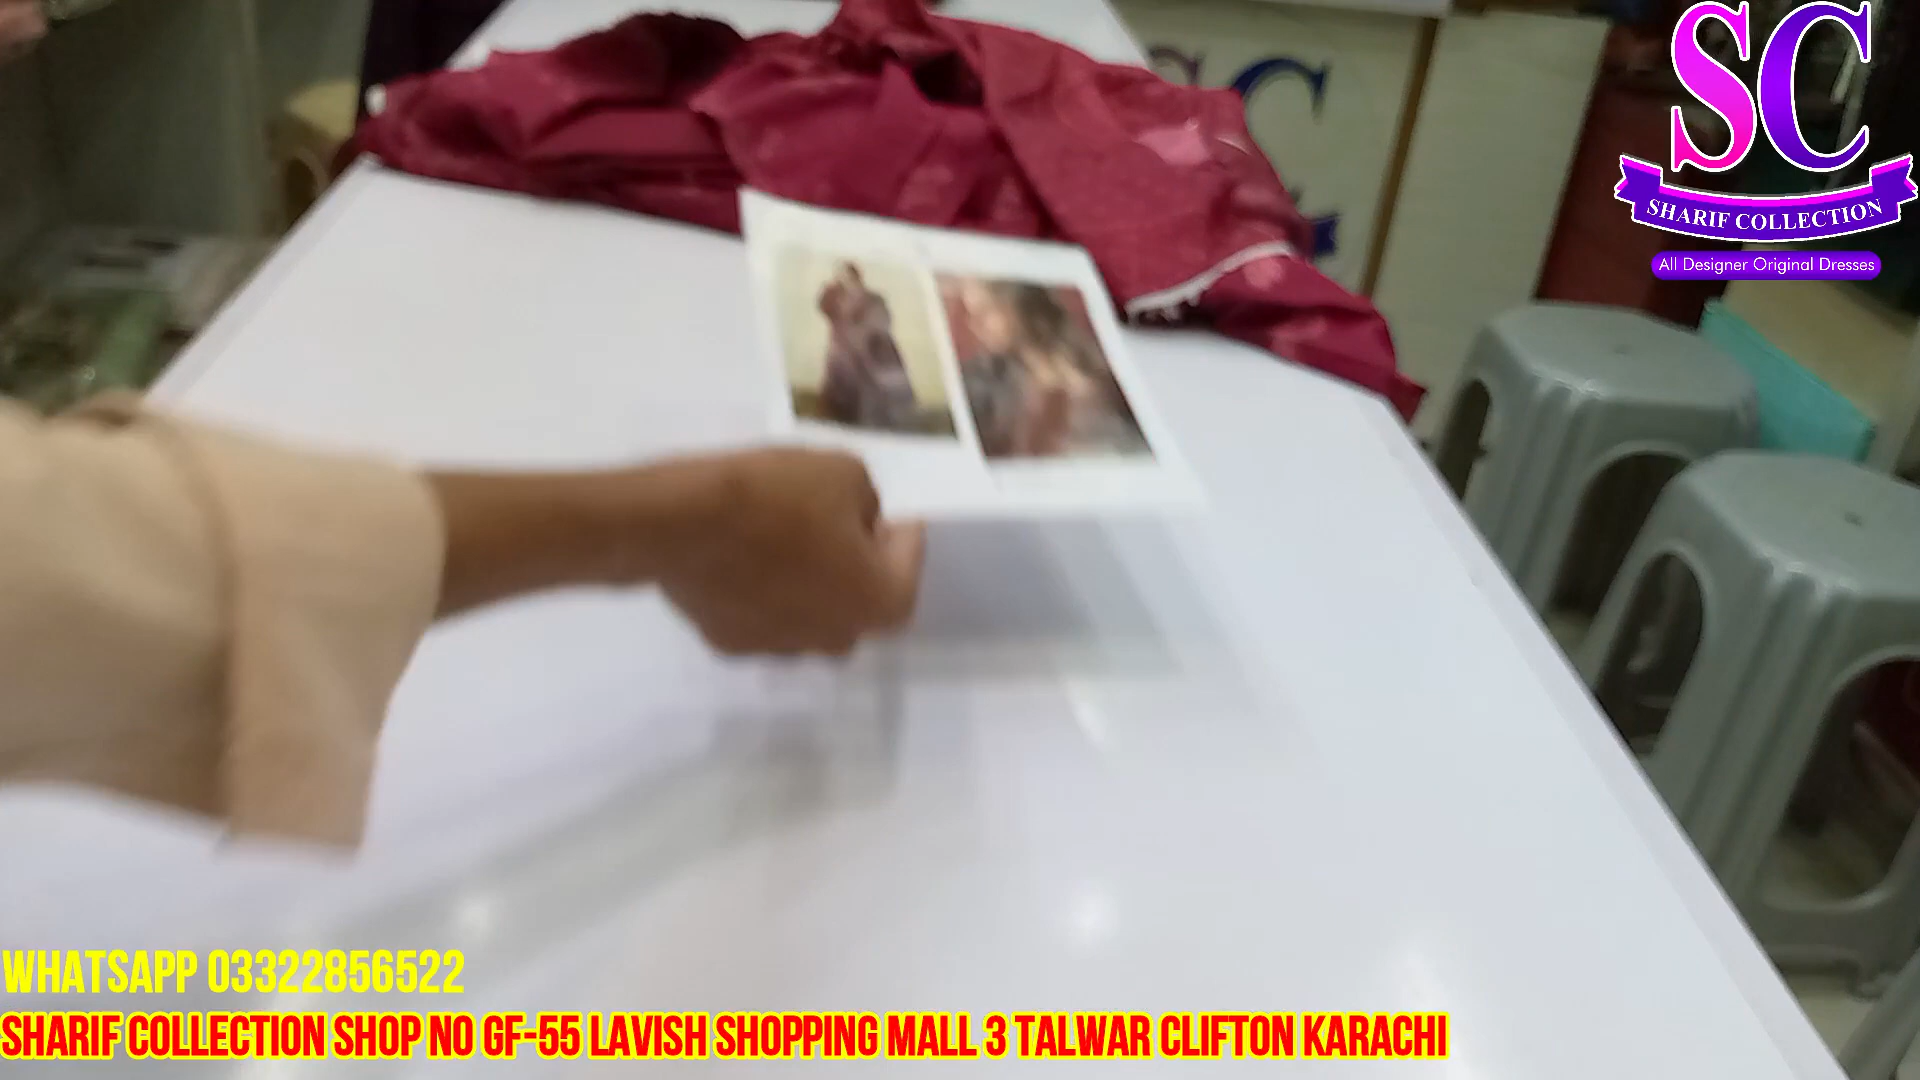 SC
SC
SHARIF COLLECTION
All Designer Original Dresses
WHATSAPP 03322856522
SHARIF COLLECTION SHOP NO GF-55 LAVISH SHOPPING MALL 3 TALWAR CLIFTON KARACHI